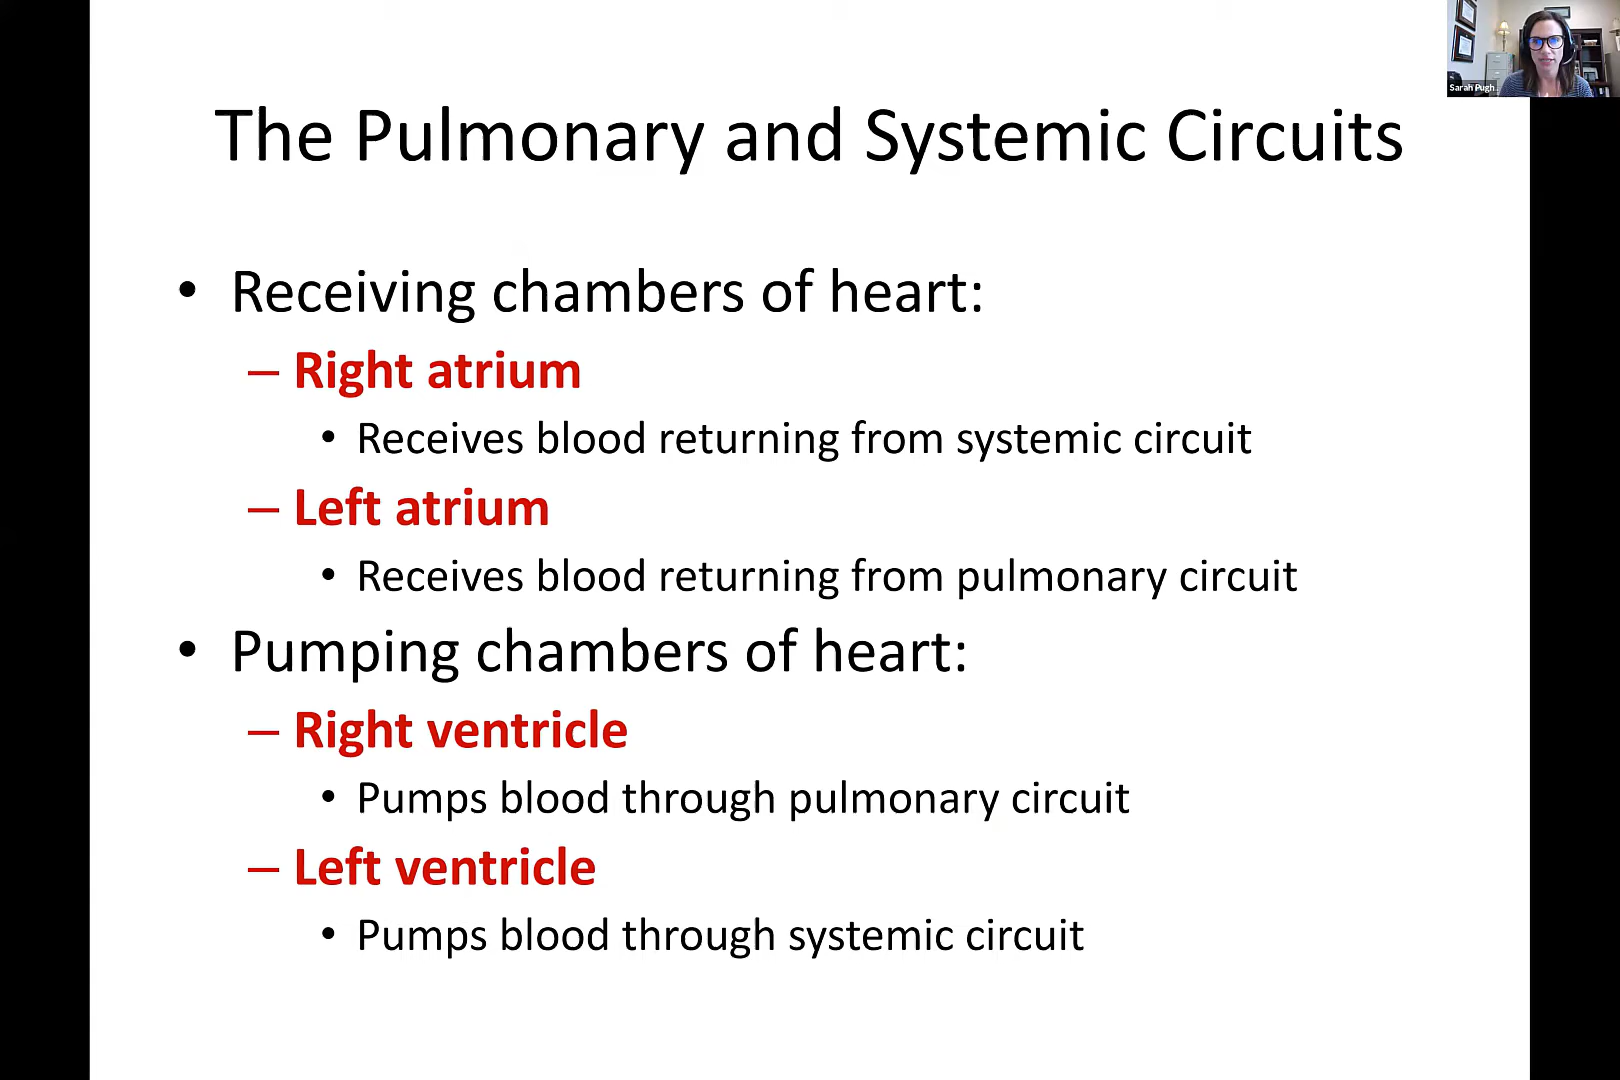 Sarah Pugh
The Pulmonary and Systemic Circuits
• Receiving chambers of heart:
– Right atrium
• Receives blood returning from systemic circuit
– Left atrium
• Receives blood returning from pulmonary circuit
• Pumping chambers of heart:
– Right ventricle
• Pumps blood through pulmonary circuit
– Left ventricle
• Pumps blood through systemic circuit